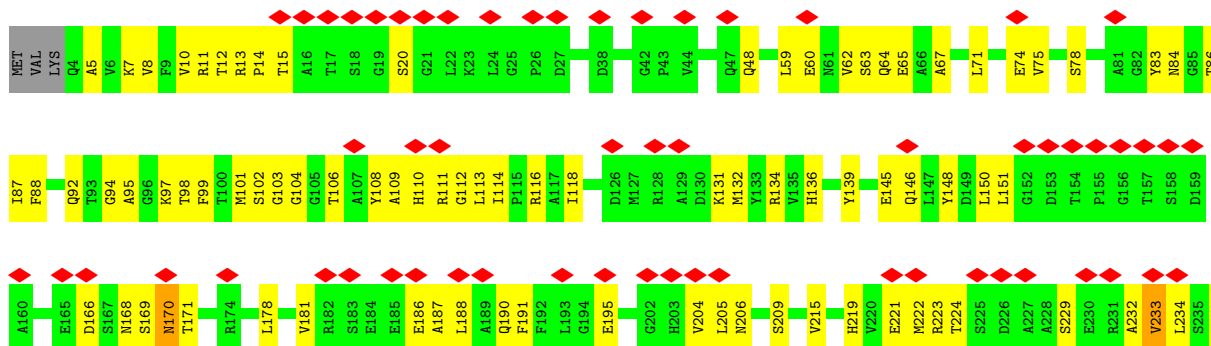 MET VAL LYS Q4 A5 V6 K7 V8 F9 V10 R11 T12 R13 P14 T15 A16 T17 S18 G19 S20 G21 L22 K23 L24 G25 P26 D27 D38 G42 P43 V44 Q47 Q48 L59 E60 N61 V62 S63 Q64 E65 A66 A67 L71 E74 V75 S78 A81 G82 Y83 N84 G85 T86
I87 F88 Q92 T93 G94 A95 G96 K97 T98 F99 T100 M101 S102 G103 G104 G105 T106 A107 Y108 A109 H110 R111 G112 L113 I114 P115 R116 A117 I118 D126 M127 R128 A129 D130 K131 M132 Y133 R134 V135 H136 Y139 E145 Q146 L147 Y148 D149 L150 L151 G152 D153 T154 P155 G156 T157 S158 D159
A160 E165 D166 S167 N168 S169 N170 T171 R174 L178 V181 R182 S183 E184 E185 E186 A187 L188 A189 Q190 F191 F192 L193 G194 E195 G202 H203 V204 L205 N206 S209 V215 H219 V220 E221 M222 R223 T224 S225 D226 A227 A228 S229 E230 R231 A232 V233 L234 S235